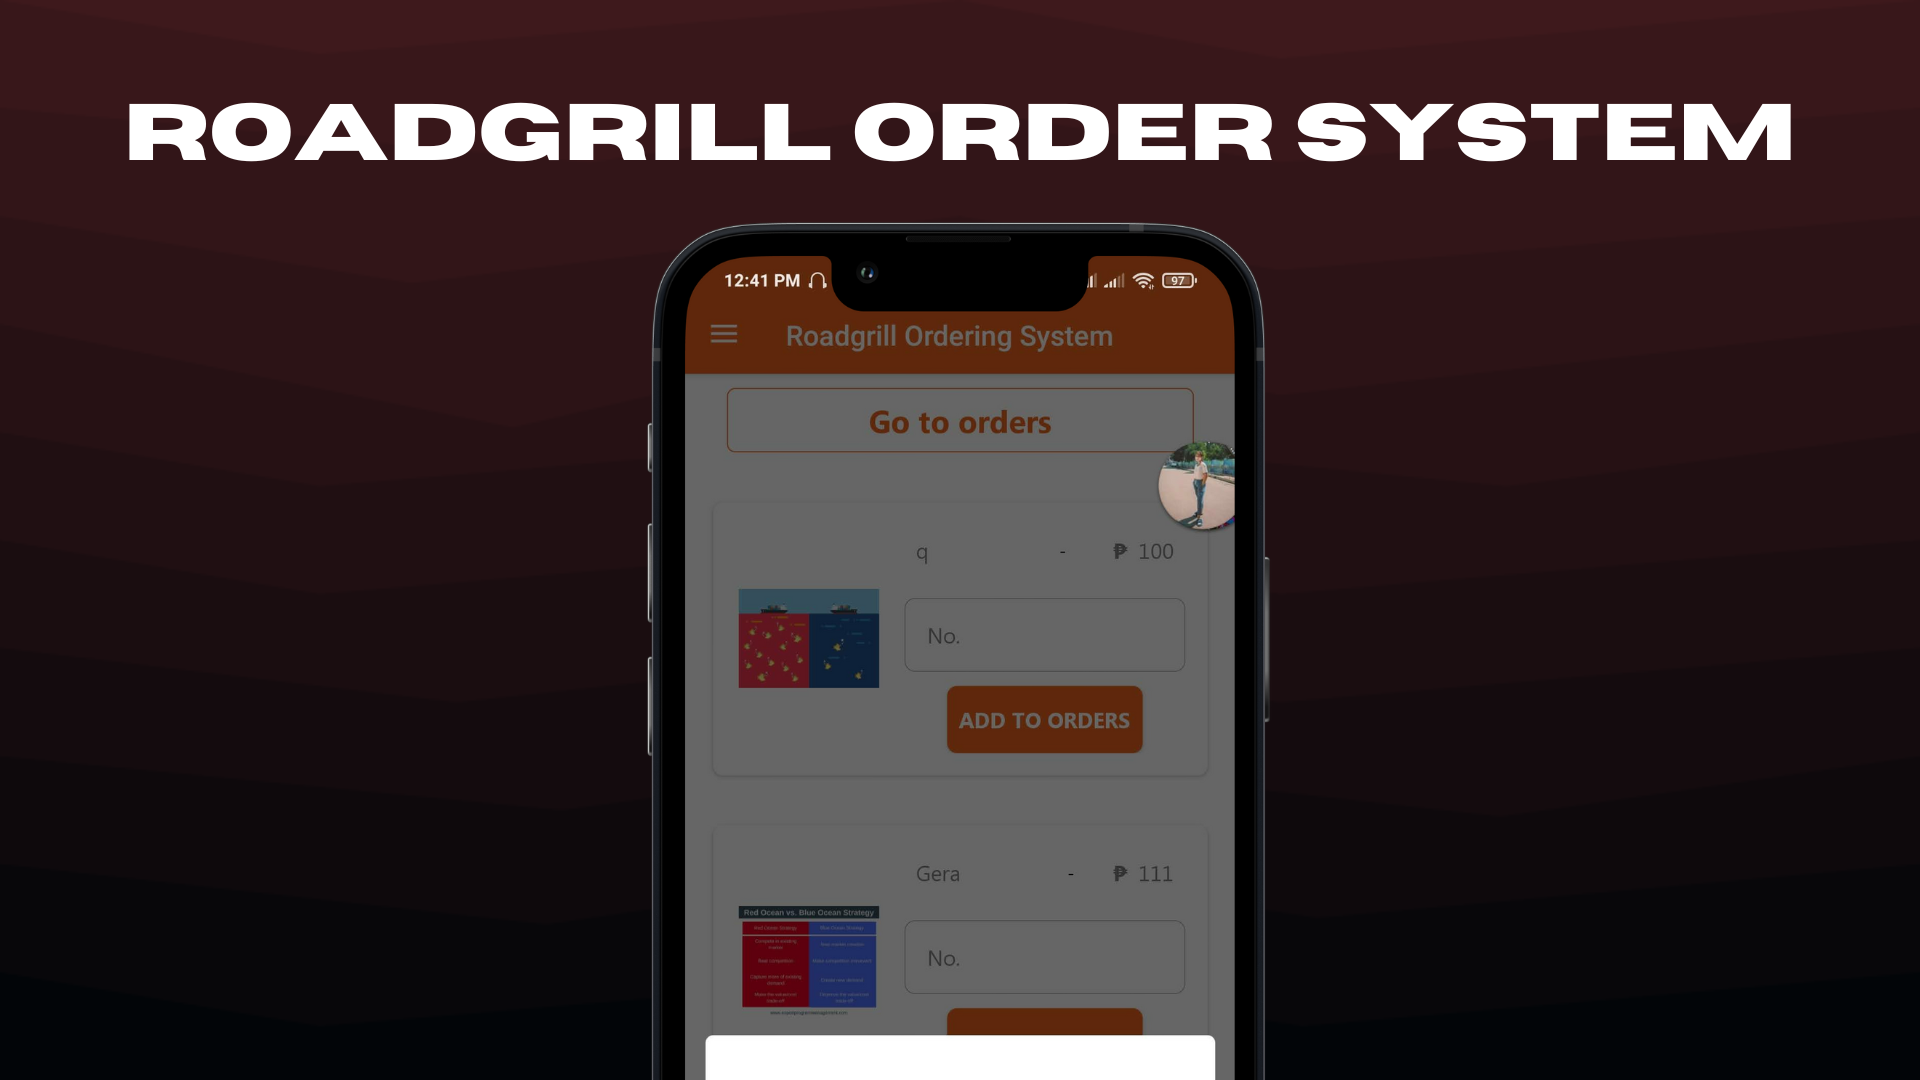 ROADGRILL ORDER SYSTEM
12:41 PM
97
Roadgrill Ordering System
Go to orders
q - ₱ 100
No.
ADD TO ORDERS
Gera - ₱ 111
Red Ocean vs. Blue Ocean Strategy
No.